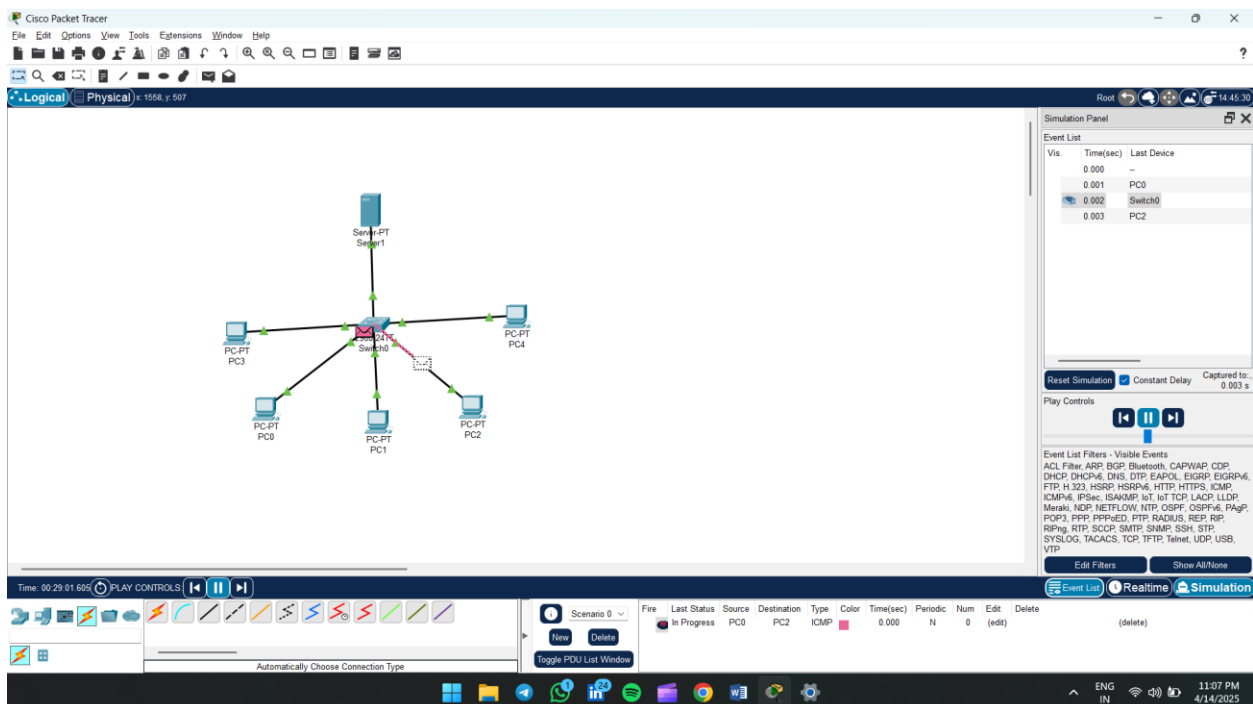 Cisco Packet Tracer
File Edit Options View Tools Extensions Window Help
?
Logical Physical x: 1558, y: 507 Root 14:45:30
Simulation Panel
Event List
Vis. Time(sec) Last Device
0.000 --
0.001 PC0
0.002 Switch0
0.003 PC2
Server-PT
Server1
PC-PT
PC3
24
Switch0
PC-PT
PC4
PC-PT
PC0
PC-PT
PC1
PC-PT
PC2
Reset Simulation Constant Delay Captured to:
0.003 s
Play Controls
Event List Filters - Visible Events
ACL Filter, ARP, BGP, Bluetooth, CAPWAP, CDP,
DHCP, DHCPv6, DNS, DTP, EAPOL, EIGRP, EIGRPv6,
FTP, H.323, HSRP, HSRPv6, HTTP, HTTPS, ICMP,
ICMPv6, IPSec, ISAKMP, IoT, IoT TCP, LACP, LLDP,
Meraki, NDP, NETFLOW, NTP, OSPF, OSPFv6, PAgP,
POP3, PPP, PPPoED, PTP, RADIUS, REP, RIP,
RIPng, RTP, SCCP, SMTP, SNMP, SSH, STP,
SYSLOG, TACACS, TCP, TFTP, Telnet, UDP, USB,
VTP
Edit Filters Show All/None
Time: 00:29:01.605 PLAY CONTROLS: Event List Realtime Simulation
Scenario 0
New Delete
Toggle PDU List Window
Fire Last Status Source Destination Type Color Time(sec) Periodic Num Edit Delete
In Progress PC0 PC2 ICMP 0.000 N 0 (edit) (delete)
Automatically Choose Connection Type
1 24 ENG
IN
11:07 PM
4/14/2025